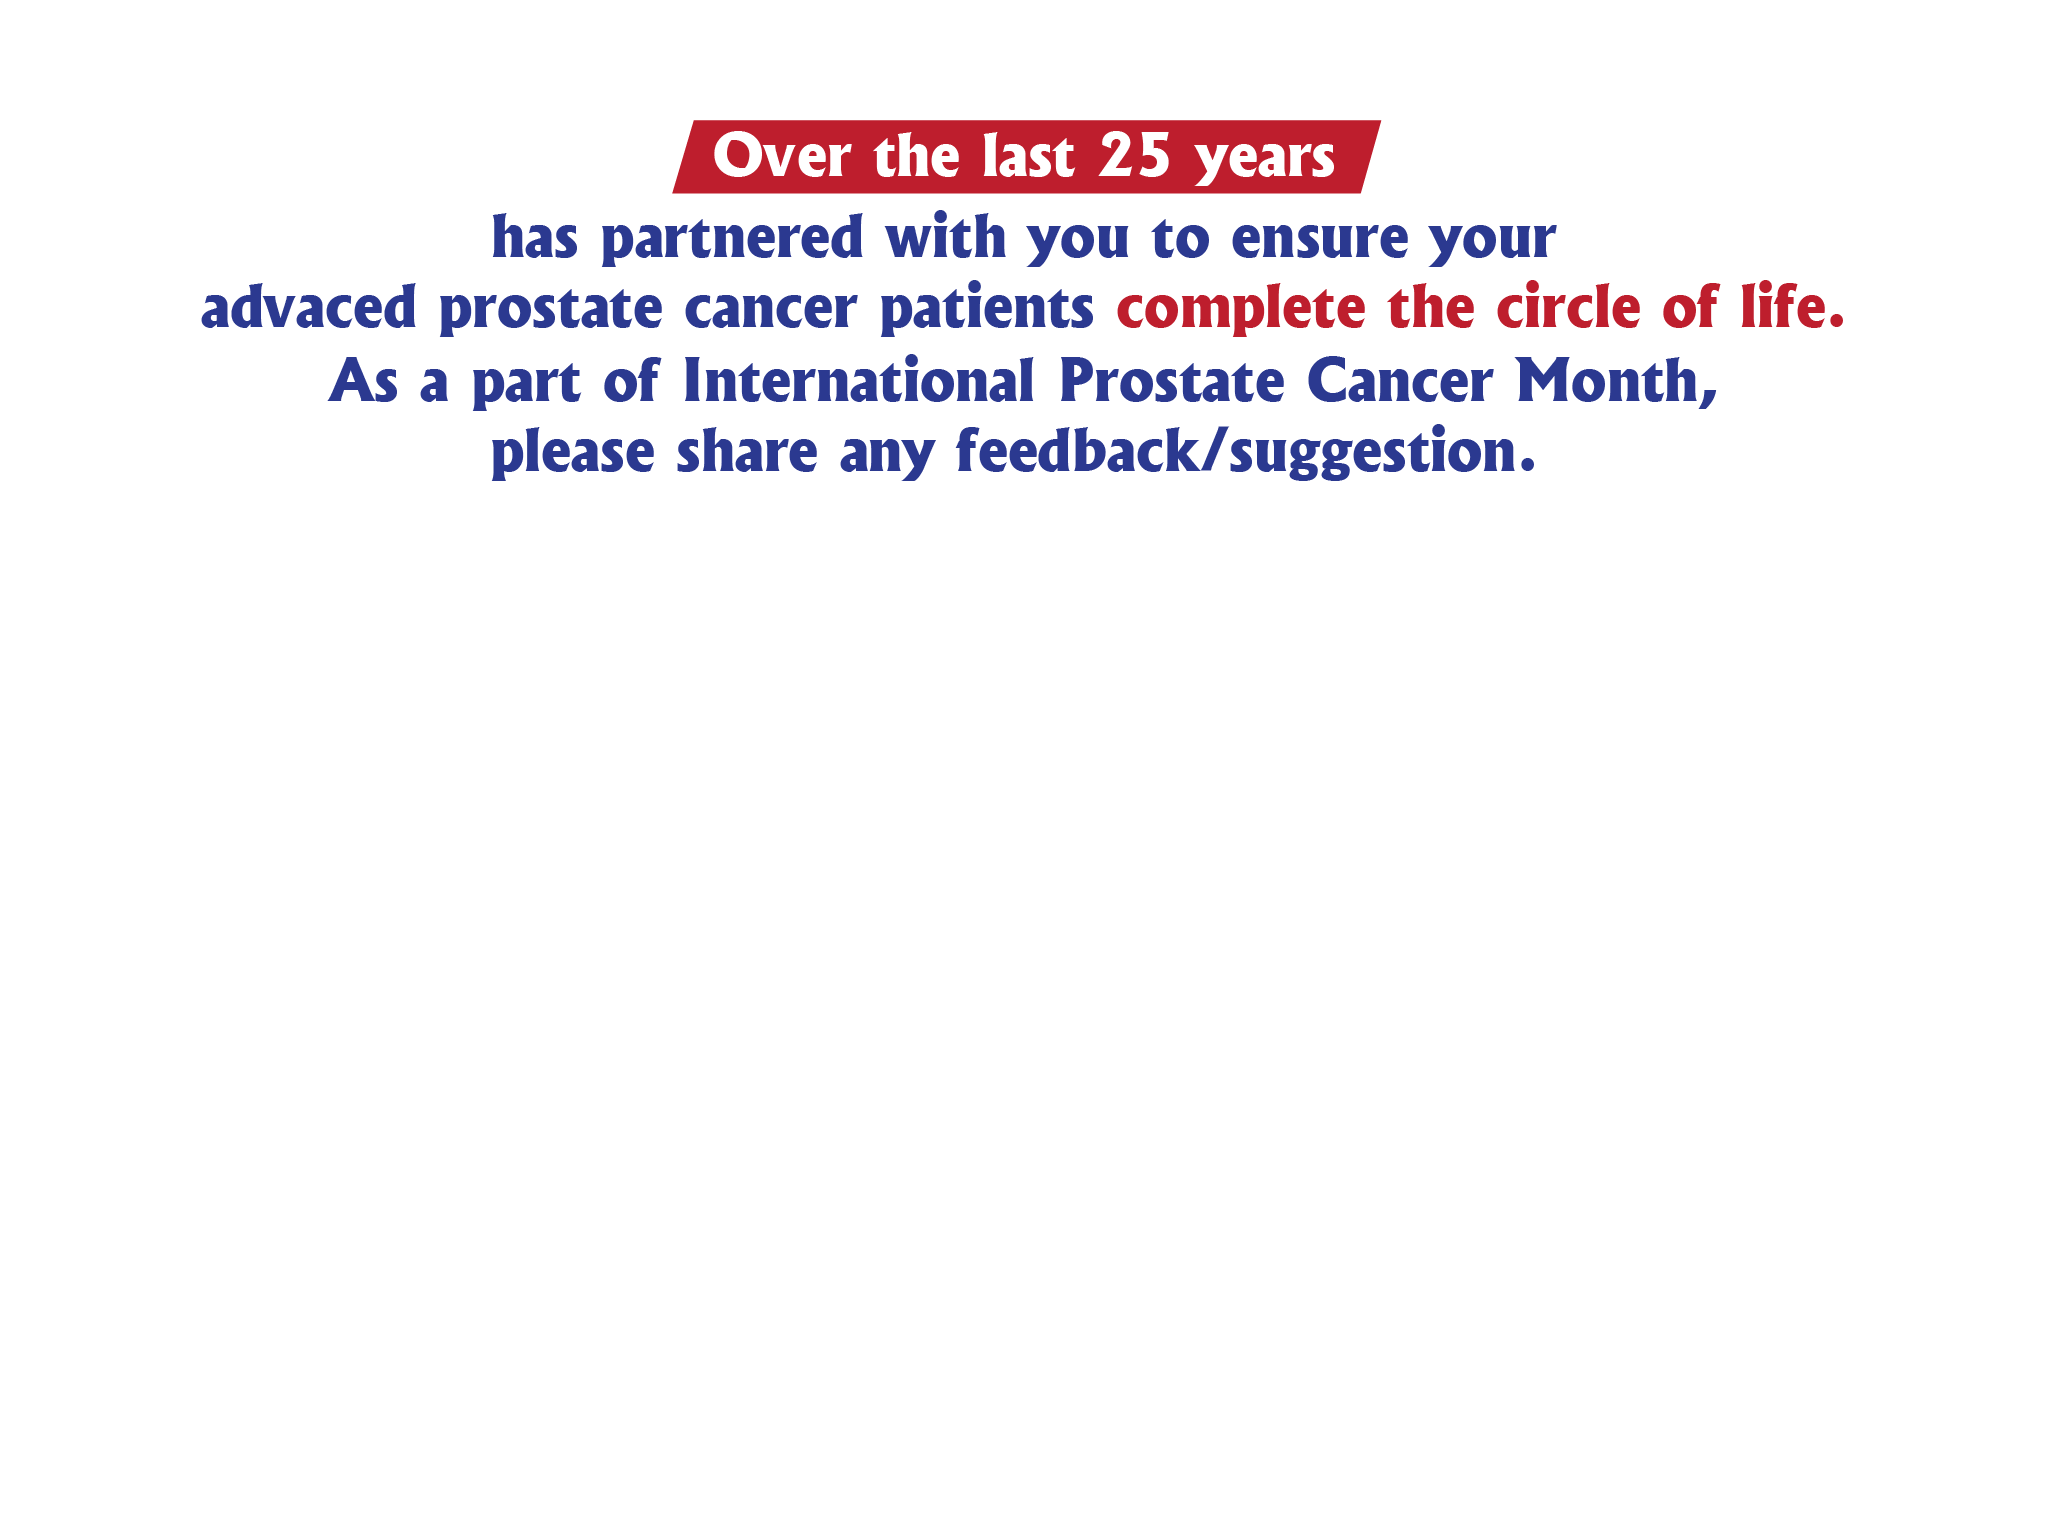 Over the last 25 years
has partnered with you to ensure your
advaced prostate cancer patients complete the circle of life.
As a part of International Prostate Cancer Month,
please share any feedback/suggestion.